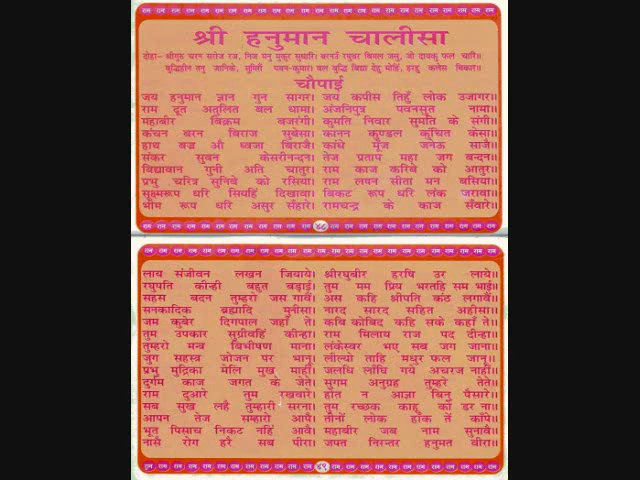 श्री हनुमान चालीसा
दोहा- श्रीगुरु चरन सरोज रज, निज मनु मुकुर सुधारि। बरनउँ रघुबर बिमल जसु, जो दायकु फल चारि॥
बुद्धिहीन तनु जानिके, सुमिरौं पवन-कुमार। बल बुद्धि बिद्या देहु मोहिं, हरहु कलेस बिकार॥
चौपाई
जय हनुमान ज्ञान गुन सागर। जय कपीस तिहुँ लोक उजागर॥
राम दूत अतुलित बल धामा। अंजनिपुत्र पवनसुत नामा॥
महाबीर बिक्रम बजरंगी। कुमति निवार सुमति के संगी॥
कंचन बरन बिराज सुबेसा। कानन कुण्डल कुंचित केसा॥
हाथ बज्र औ ध्वजा बिराजै। काँधे मूँज जनेऊ साजै॥
संकर सुवन केसरीनन्दन। तेज प्रताप महा जग बन्दन॥
विद्यावान गुनी अति चातुर। राम काज करिबे को आतुर॥
प्रभु चरित्र सुनिबे को रसिया। राम लषन सीता मन बसिया॥
सूक्ष्मरूप धरि सियहिं दिखावा। बिकट रूप धरि लंक जरावा॥
भीम रूप धरि असुर सँहारे। रामचन्द्र के काज सँवारे॥
४८
लाय संजीवन लखन जियाये। श्रीरघुबीर हरषि उर लाये॥
रघुपति कीन्ही बहुत बड़ाई। तुम मम प्रिय भरतहि सम भाई॥
सहस बदन तुम्हरो जस गावैं। अस कहि श्रीपति कंठ लगावैं॥
सनकादिक ब्रह्मादि मुनीसा। नारद सारद सहित अहीसा॥
जम कुबेर दिगपाल जहाँ ते। कबि कोबिद कहि सके कहाँ ते॥
तुम उपकार सुग्रीवहिं कीन्हा। राम मिलाय राज पद दीन्हा॥
तुम्हरो मन्त्र विभीषण माना। लंकेस्वर भए सब जग जाना॥
जुग सहस्त्र जोजन पर भानु। लील्यो ताहि मधुर फल जानू॥
प्रभु मुद्रिका मेलि मुख माहीं। जलधि लाँघि गये अचरज नाहीं॥
दुर्गम काज जगत के जेते। सुगम अनुग्रह तुम्हरे तेते॥
राम दुआरे तुम रखवारे। होत न आज्ञा बिनु पैसारे॥
सब सुख लहै तुम्हारी सरना। तुम रच्छक काहू को डर ना॥
आपन तेज सम्हारो आपै। तीनों लोक हाँक तें काँपै॥
भूत पिसाच निकट नहिं आवै। महाबीर जब नाम सुनावै॥
नासै रोग हरै सब पीरा। जपत निरन्तर हनुमत बीरा॥
४९